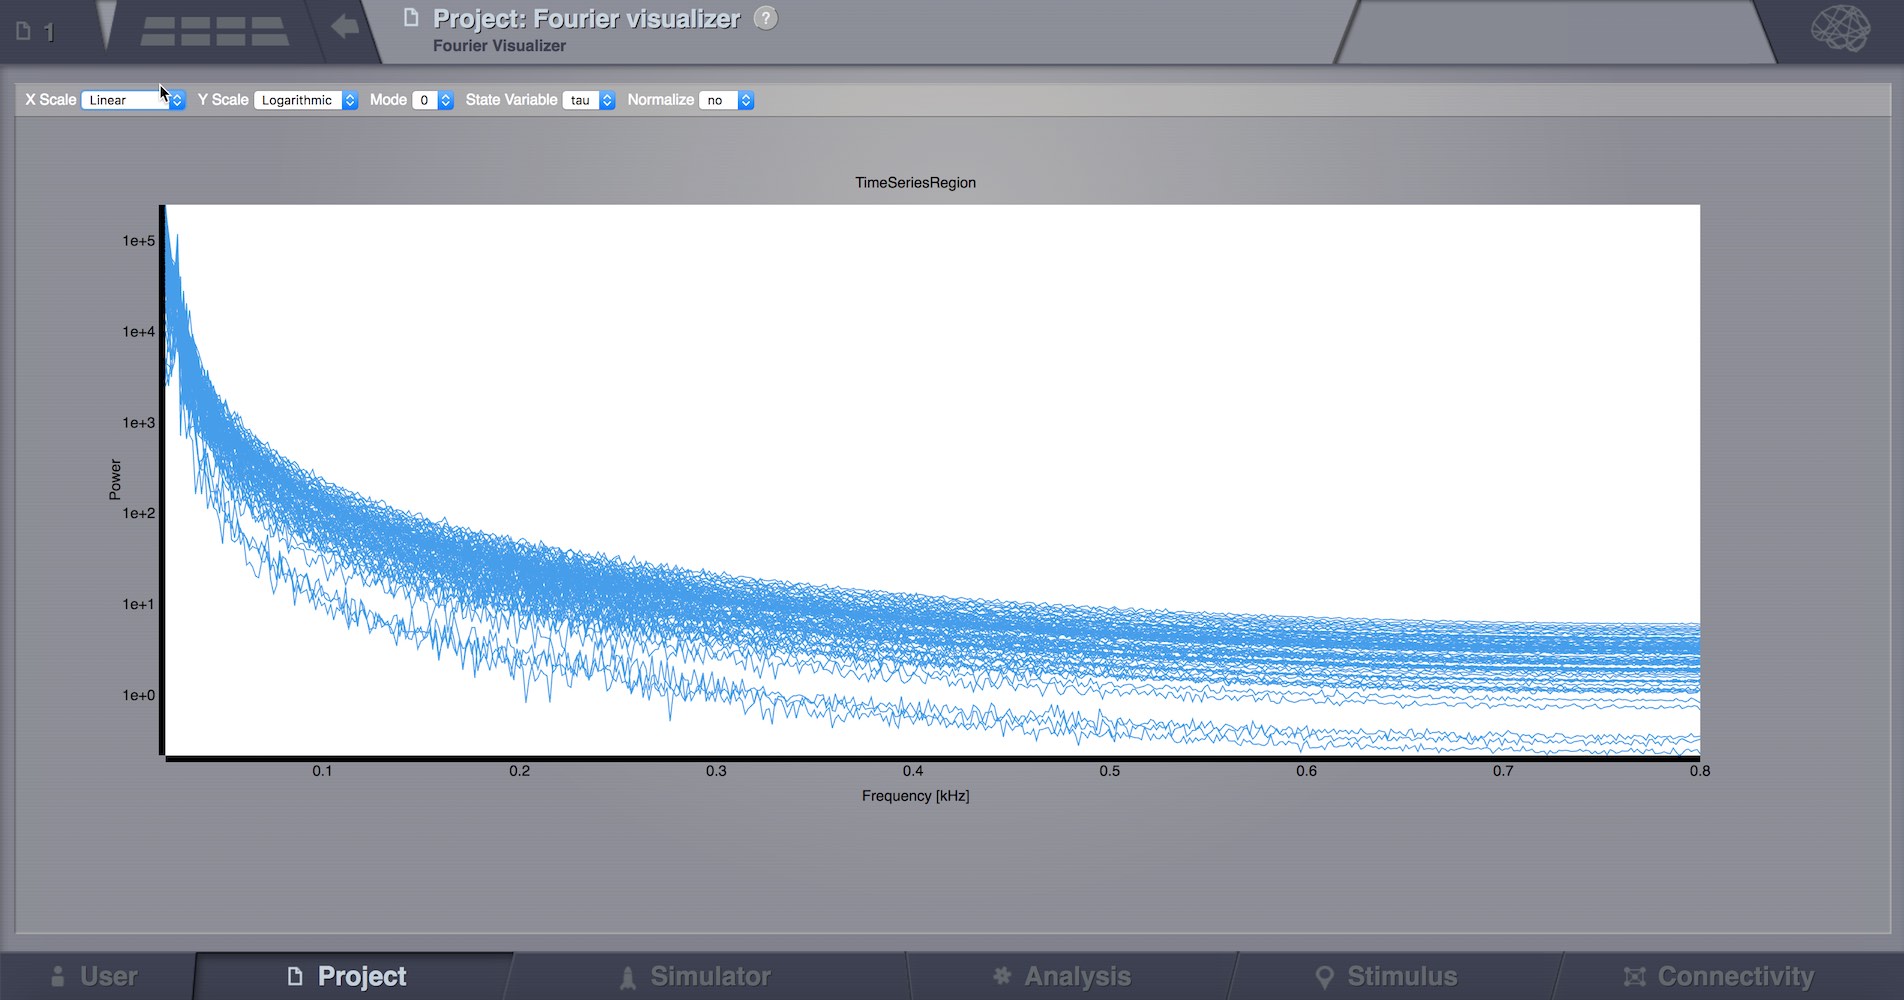 1
Project: Fourier visualizer ?
Fourier Visualizer
X Scale Linear Y Scale Logarithmic Mode 0 State Variable tau Normalize no
TimeSeriesRegion
1e+5
1e+4
1e+3
Power
1e+2
1e+1
1e+0
0.1 0.2 0.3 0.4 0.5 0.6 0.7 0.8
Frequency [kHz]
User Project Simulator Analysis Stimulus Connectivity